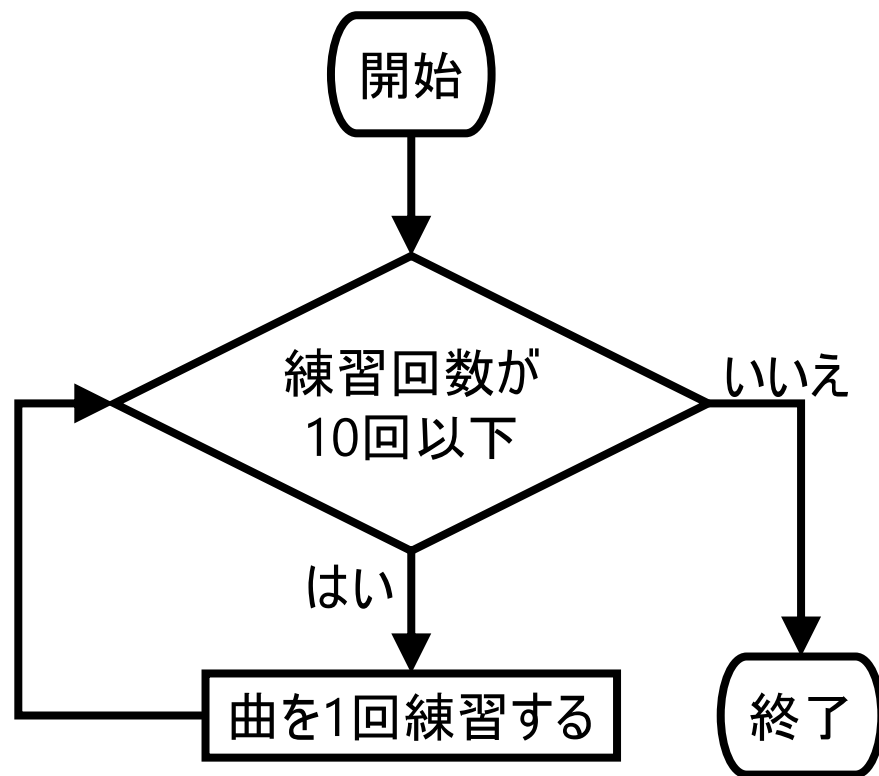 開始
練習回数が
10回以下
いいえ
はい
曲を1回練習する
終了